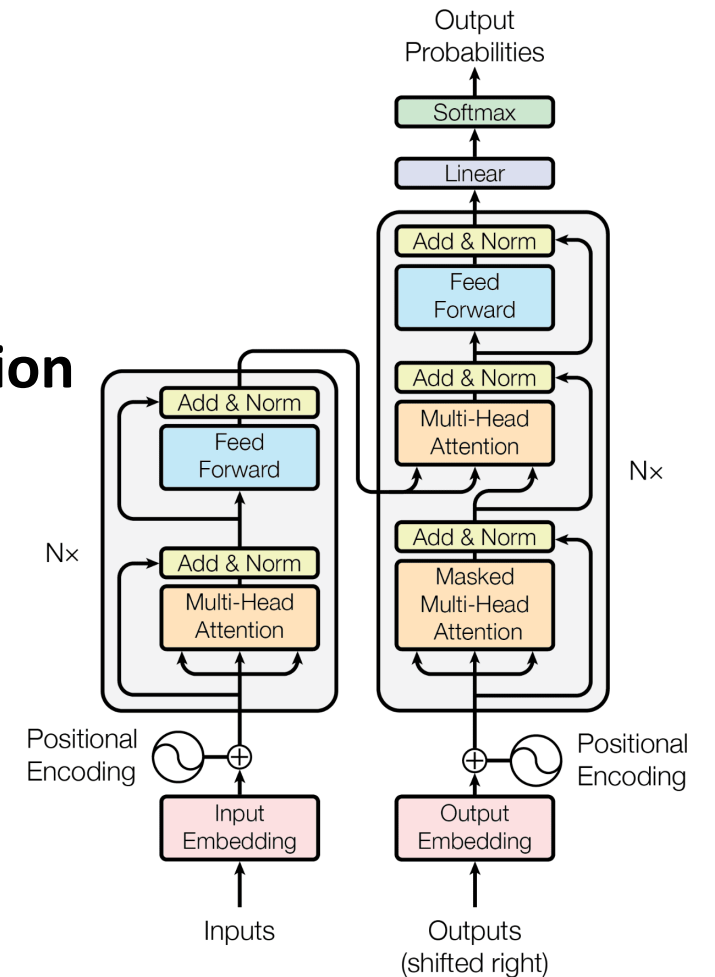 Output
Probabilities
Softmax
Linear
Add & Norm
Feed
Forward
Add & Norm
Multi-Head
Attention
N×
Add & Norm
Masked
Multi-Head
Attention
Positional
Encoding
Output
Embedding
Outputs
(shifted right)
ion
Add & Norm
Feed
Forward
N×
Add & Norm
Multi-Head
Attention
Positional
Encoding
Input
Embedding
Inputs